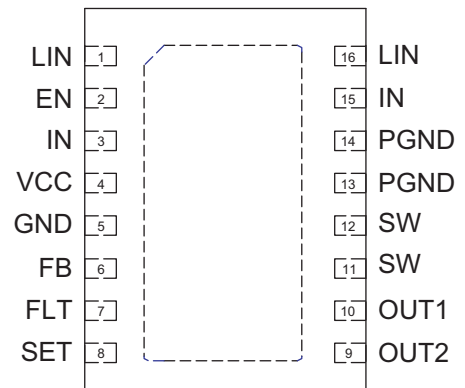 LIN 1 16 LIN
EN 2 15 IN
IN 3 14 PGND
VCC 4 13 PGND
GND 5 12 SW
FB 6 11 SW
FLT 7 10 OUT1
SET 8 9 OUT2